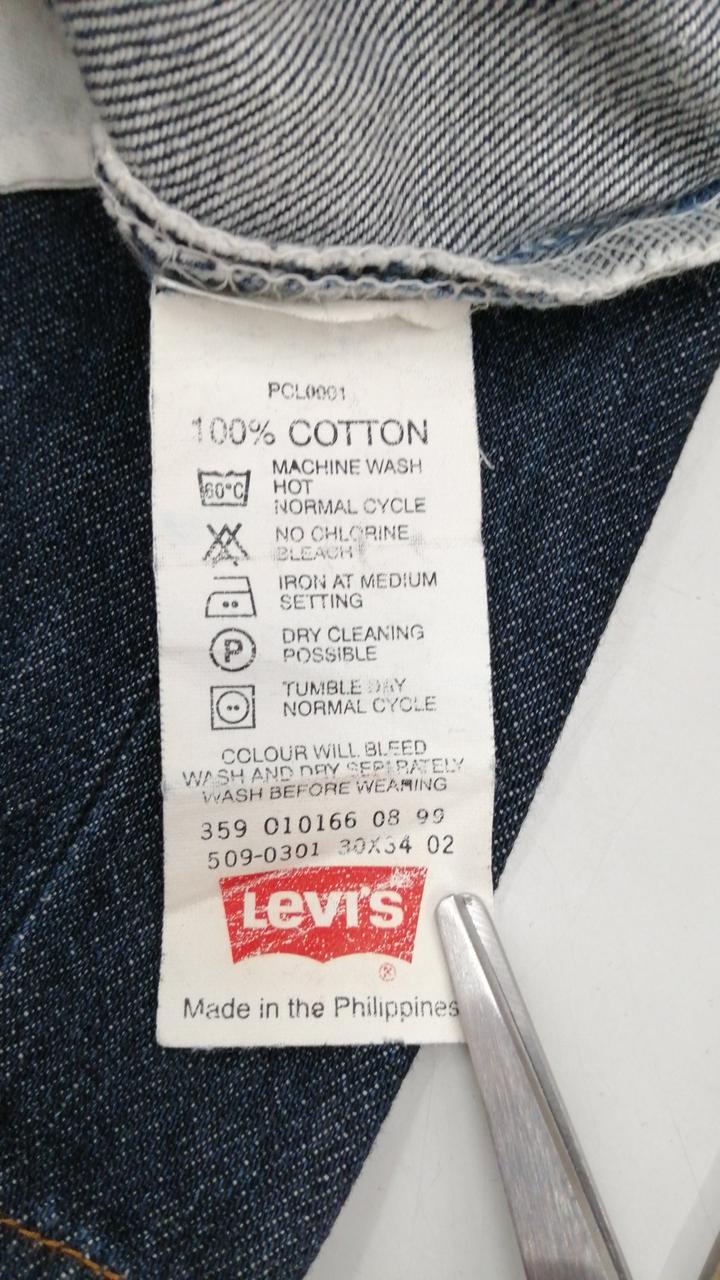 PCL0001
100% COTTON
60°C
MACHINE WASH
HOT
NORMAL CYCLE
NO CHLORINE
BLEACH
IRON AT MEDIUM
SETTING
P
DRY CLEANING
POSSIBLE
TUMBLE DRY
NORMAL CYCLE
COLOUR WILL BLEED
WASH AND DRY SEPARATELY
WASH BEFORE WEARING
359 010166 08 99
509-0301 30X34 02
LEVI'S
®
Made in the Philippines